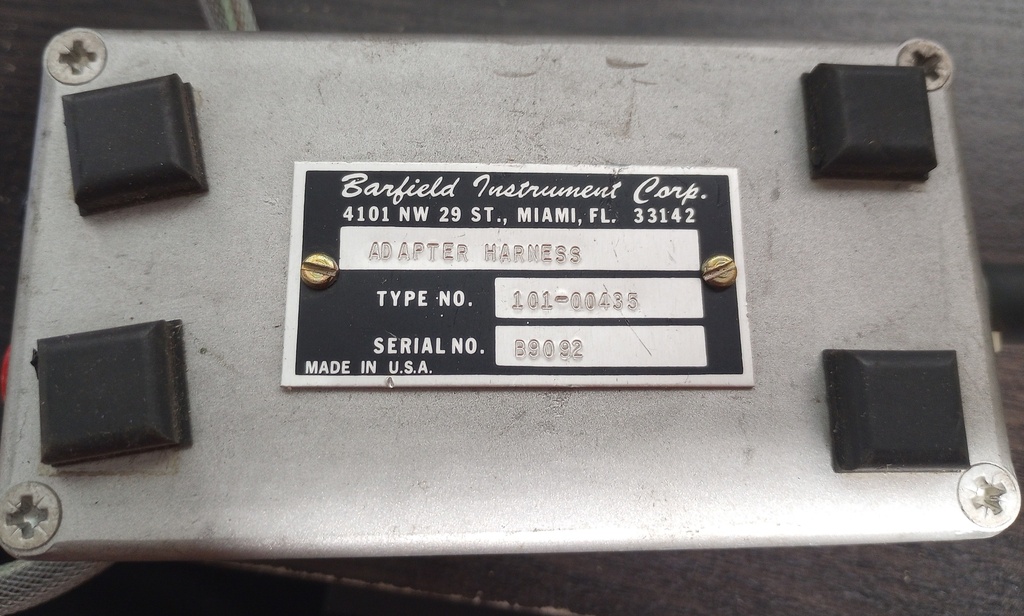 Barfield Instrument Corp.
4101 NW 29 ST., MIAMI, FL. 33142
ADAPTER HARNESS
TYPE NO. 101-00435
SERIAL NO. B9092
MADE IN U.S.A.